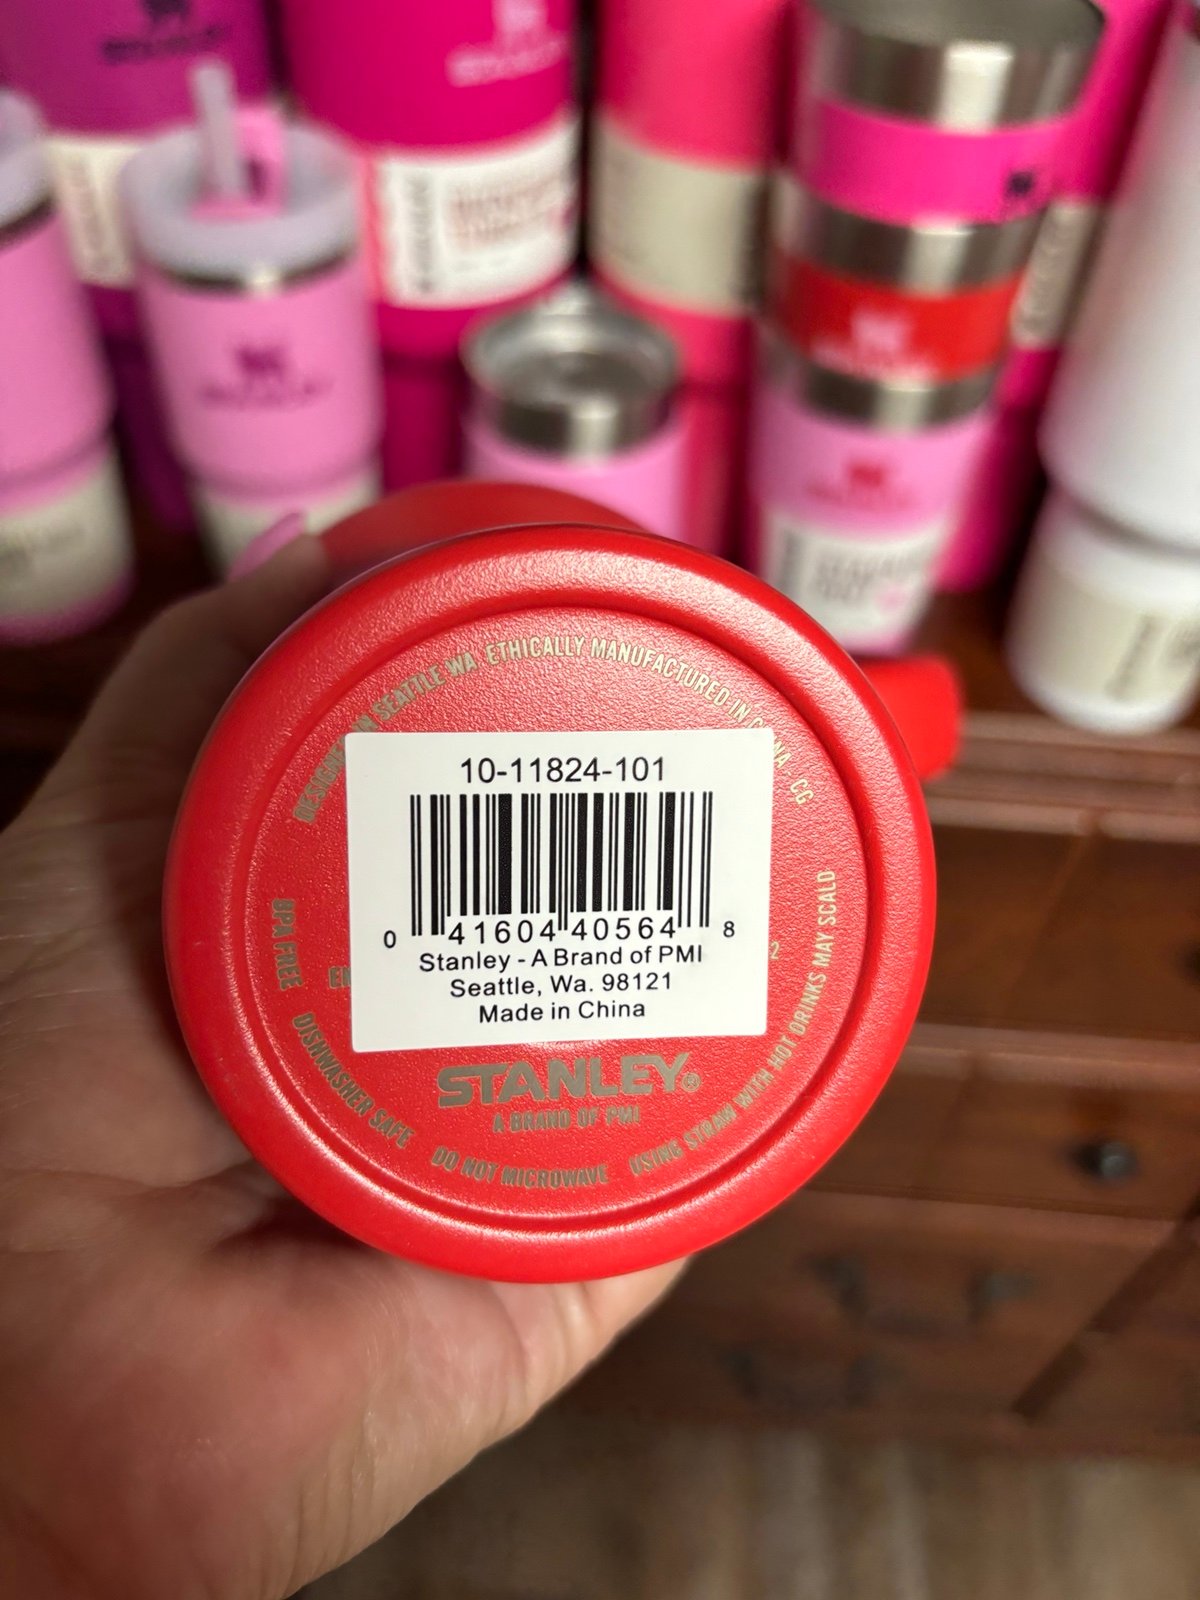 DESIGNED IN SEATTLE WA ETHICALLY MANUFACTURED IN CHINA - CG
10-11824-101
0 41604 40564 8
Stanley - A Brand of PMI
Seattle, Wa. 98121
Made in China
STANLEY®
A BRAND OF PMI
BPA FREE
DISHWASHER SAFE
DO NOT MICROWAVE
USING STRAW WITH HOT DRINKS MAY SCALD